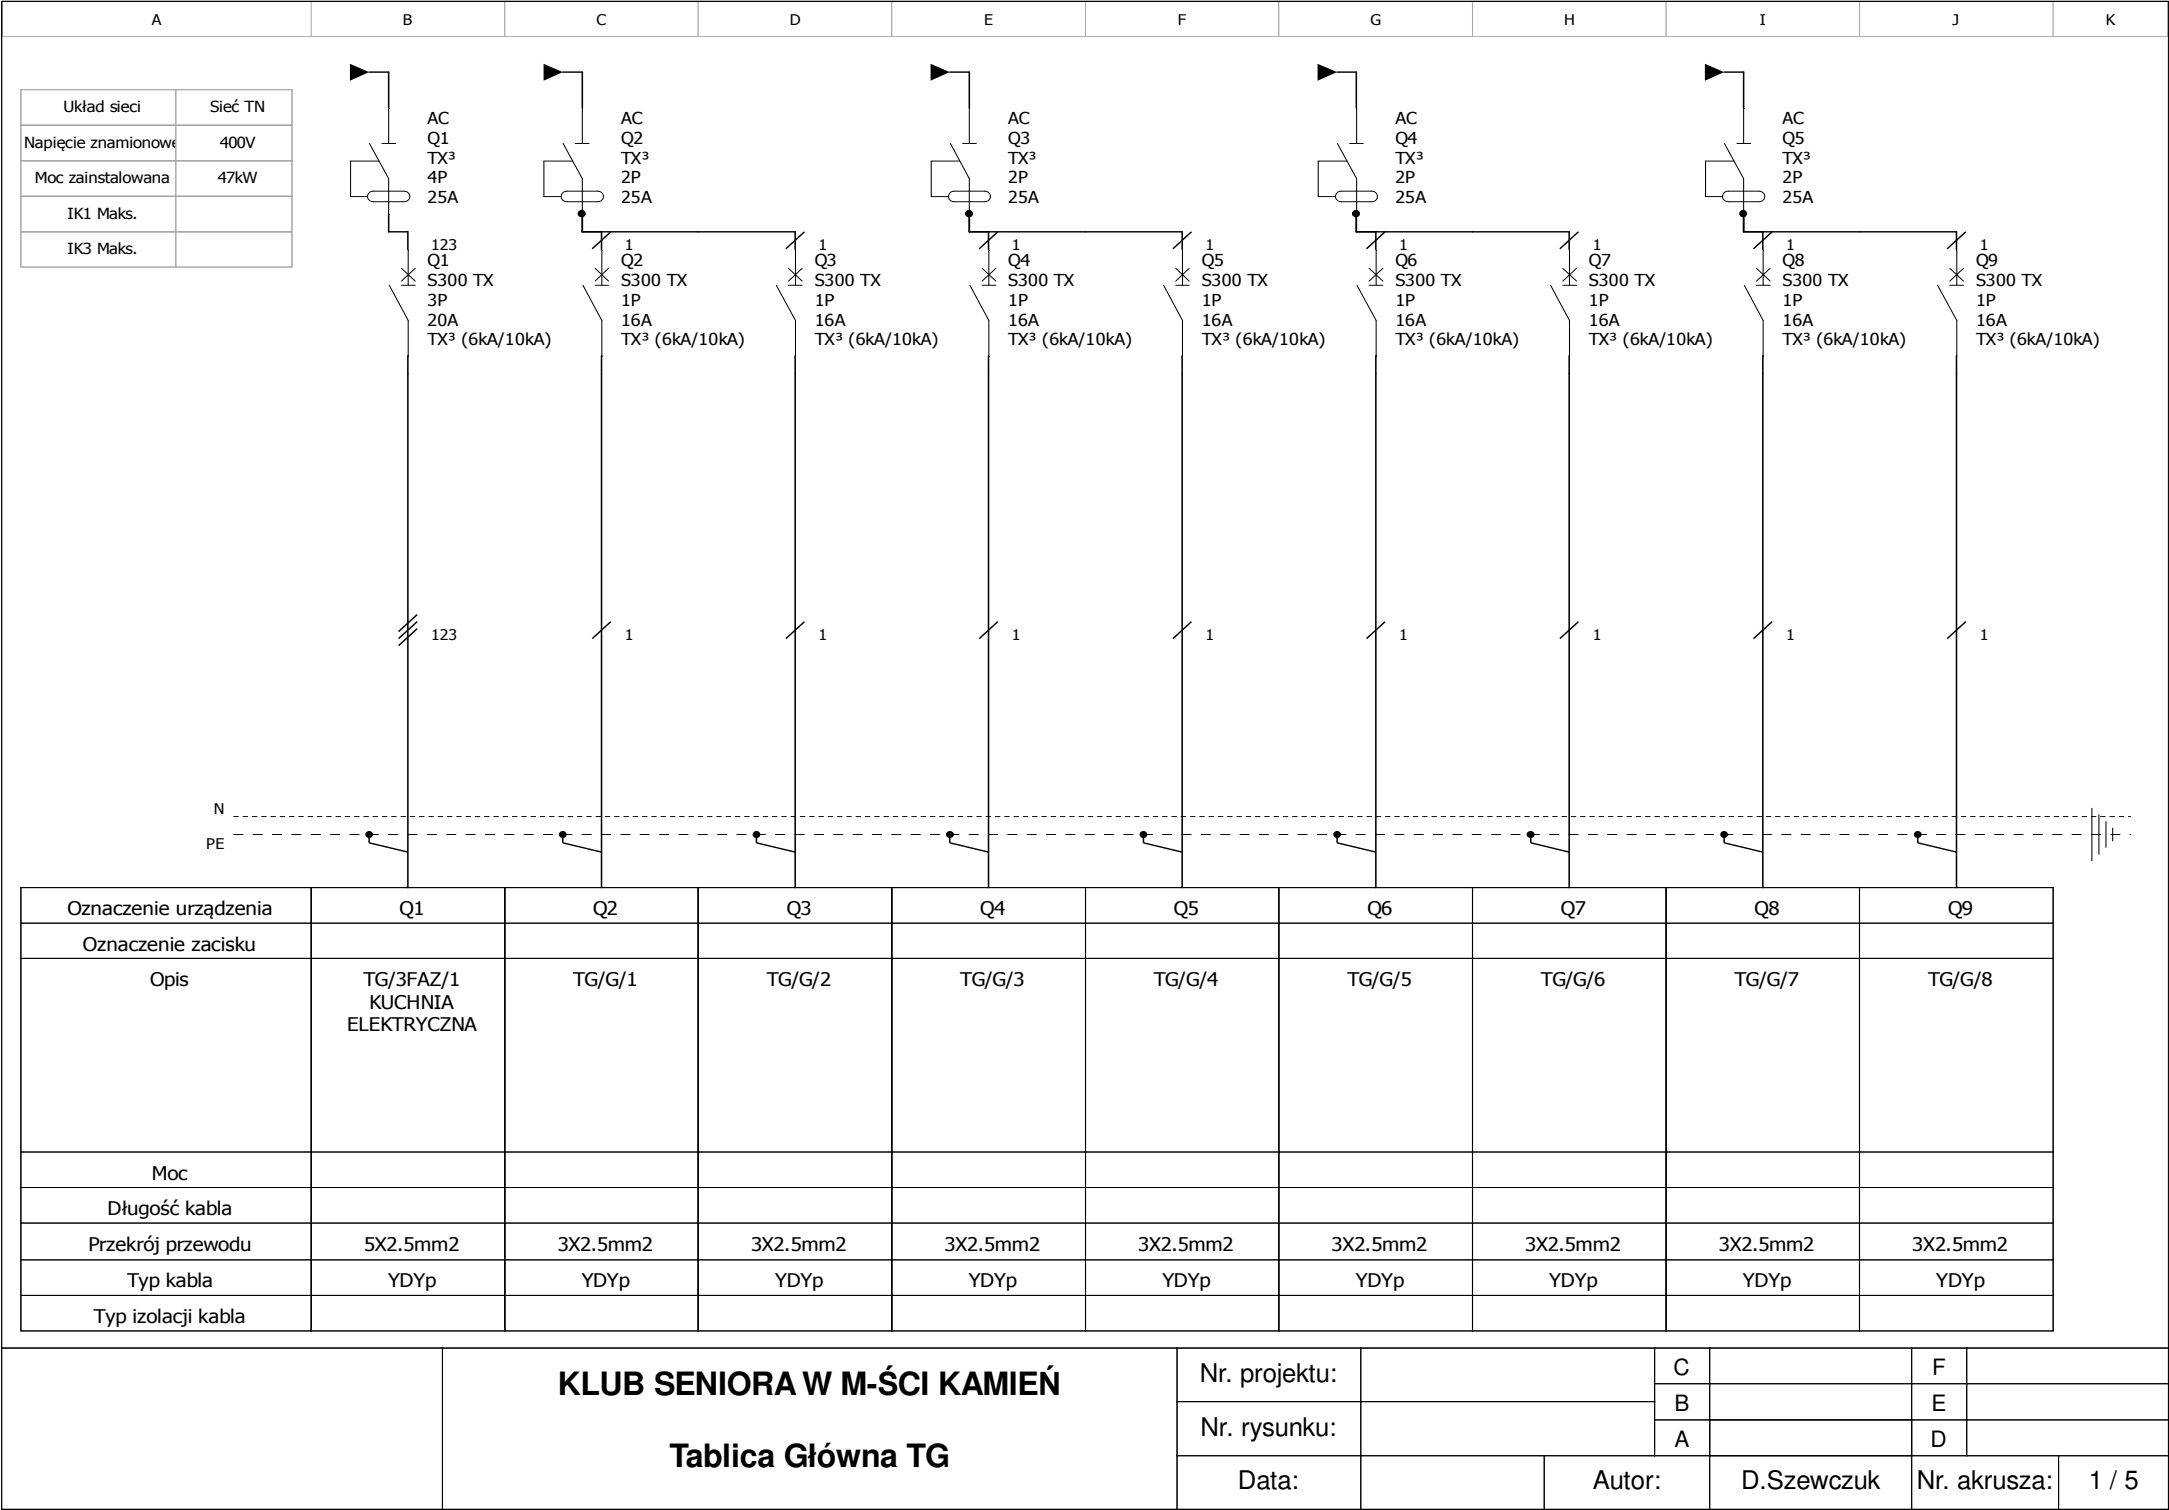 A B C D E F G H I J K
Układ sieci Sieć TN
Napięcie znamionowe 400V
Moc zainstalowana 47kW
IK1 Maks.
IK3 Maks.
AC AC AC AC AC
Q1 Q2 Q3 Q4 Q5
TX³ TX³ TX³ TX³ TX³
4P 2P 2P 2P 2P
25A 25A 25A 25A 25A
123 1 1 1 1 1 1 1 1
Q1 Q2 Q3 Q4 Q5 Q6 Q7 Q8 Q9
S300 TX S300 TX S300 TX S300 TX S300 TX S300 TX S300 TX S300 TX S300 TX
3P 1P 1P 1P 1P 1P 1P 1P 1P
20A 16A 16A 16A 16A 16A 16A 16A 16A
TX³ (6kA/10kA) TX³ (6kA/10kA) TX³ (6kA/10kA) TX³ (6kA/10kA) TX³ (6kA/10kA) TX³ (6kA/10kA) TX³ (6kA/10kA) TX³ (6kA/10kA) TX³ (6kA/10kA)
123 1 1 1 1 1 1 1 1
N
PE
Oznaczenie urządzenia Q1 Q2 Q3 Q4 Q5 Q6 Q7 Q8 Q9
Oznaczenie zacisku
Opis TG/3FAZ/1 TG/G/1 TG/G/2 TG/G/3 TG/G/4 TG/G/5 TG/G/6 TG/G/7 TG/G/8
KUCHNIA
ELEKTRYCZNA
Moc
Długość kabla
Przekrój przewodu 5X2.5mm2 3X2.5mm2 3X2.5mm2 3X2.5mm2 3X2.5mm2 3X2.5mm2 3X2.5mm2 3X2.5mm2 3X2.5mm2
Typ kabla YDYp YDYp YDYp YDYp YDYp YDYp YDYp YDYp YDYp
Typ izolacji kabla
KLUB SENIORA W M-ŚCI KAMIEŃ
Tablica Główna TG
Nr. projektu: C F
B E
Nr. rysunku: A D
Data: Autor: D.Szewczuk Nr. akrusza: 1 / 5